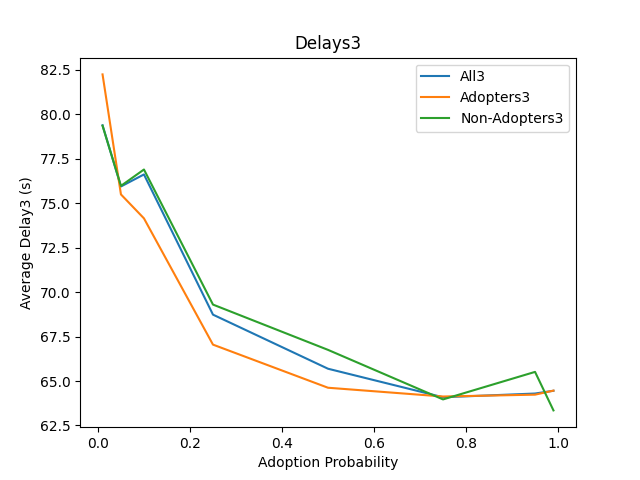 Delays3
All3
Adopters3
Non-Adopters3
82.5
80.0
77.5
75.0
72.5
70.0
67.5
65.0
62.5
Average Delay3 (s)
0.0 0.2 0.4 0.6 0.8 1.0
Adoption Probability